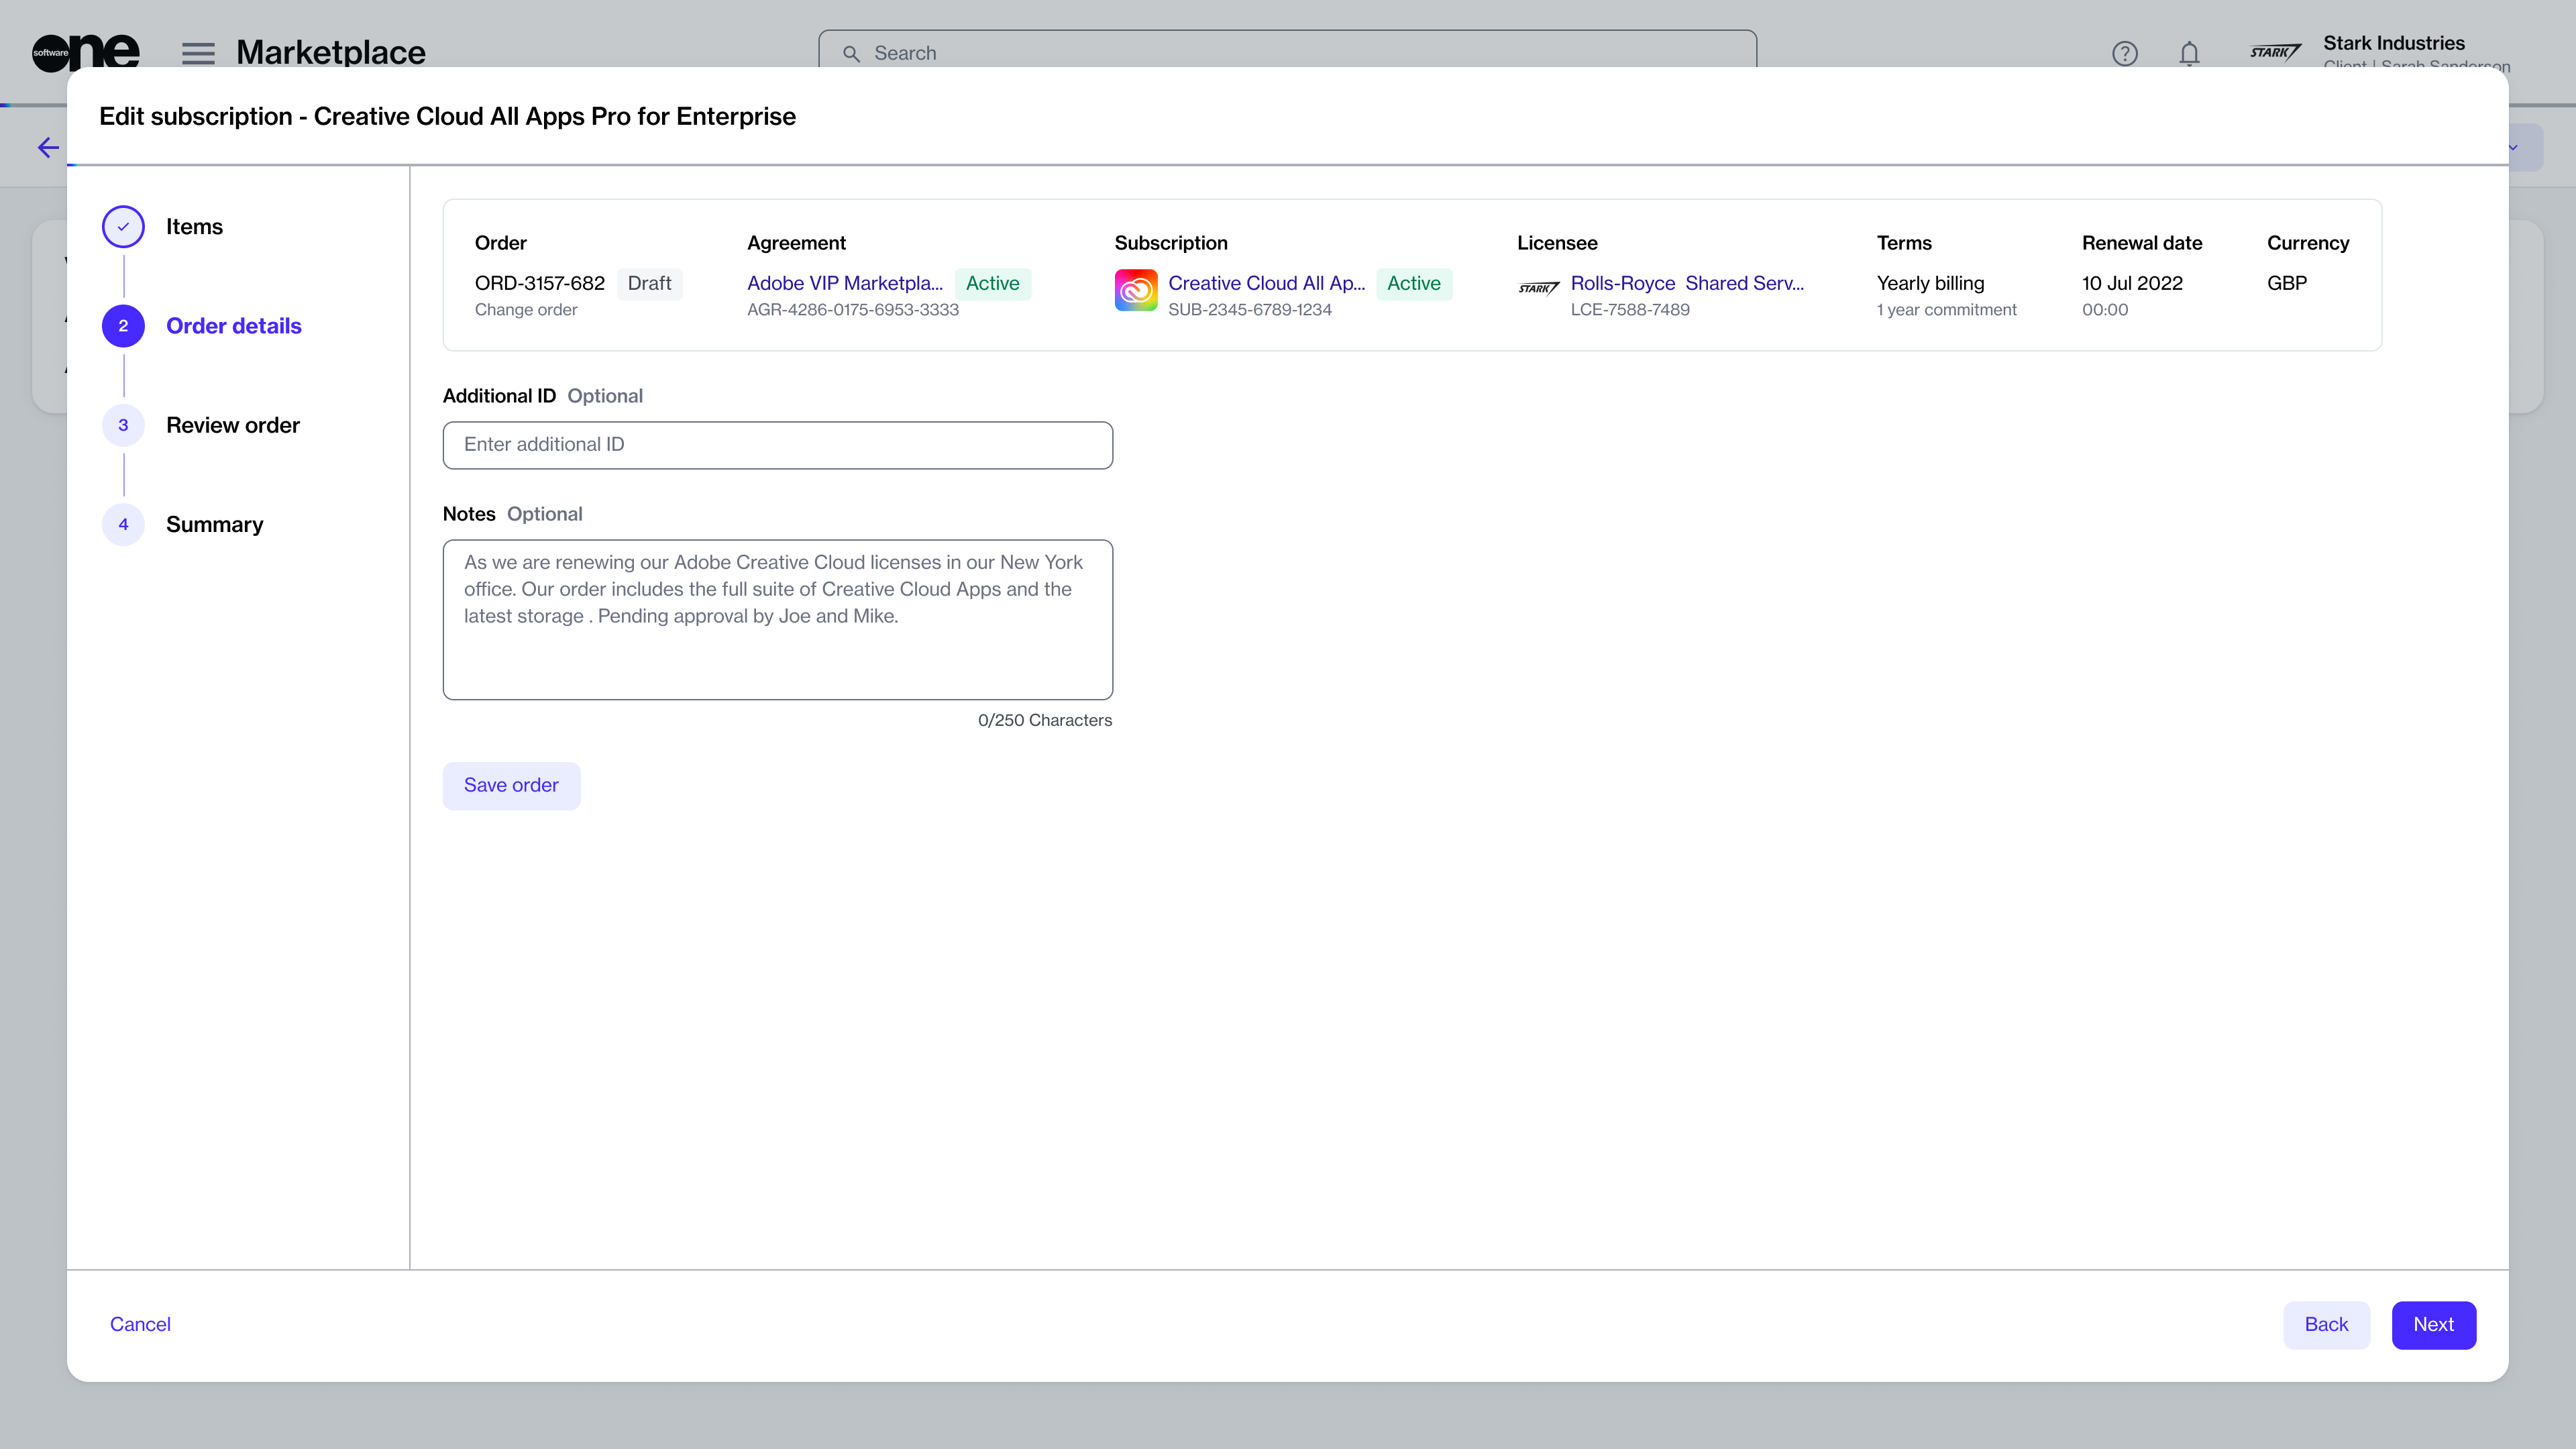 software one
Marketplace
Search
Stark Industries
Client | Sarah Sanderson
STARK
Edit subscription - Creative Cloud All Apps Pro for Enterprise
Items
2 Order details
3 Review order
4 Summary
Order Agreement Subscription Licensee Terms Renewal date Currency
ORD-3157-682 Draft Adobe VIP Marketpla... Active Creative Cloud All Ap... Active STARK Rolls-Royce Shared Serv... Yearly billing 10 Jul 2022 GBP
Change order AGR-4286-0175-6953-3333 SUB-2345-6789-1234 LCE-7588-7489 1 year commitment 00:00
Additional ID Optional
Enter additional ID
Notes Optional
As we are renewing our Adobe Creative Cloud licenses in our New York
office. Our order includes the full suite of Creative Cloud Apps and the
latest storage . Pending approval by Joe and Mike.
0/250 Characters
Save order
Cancel Back Next